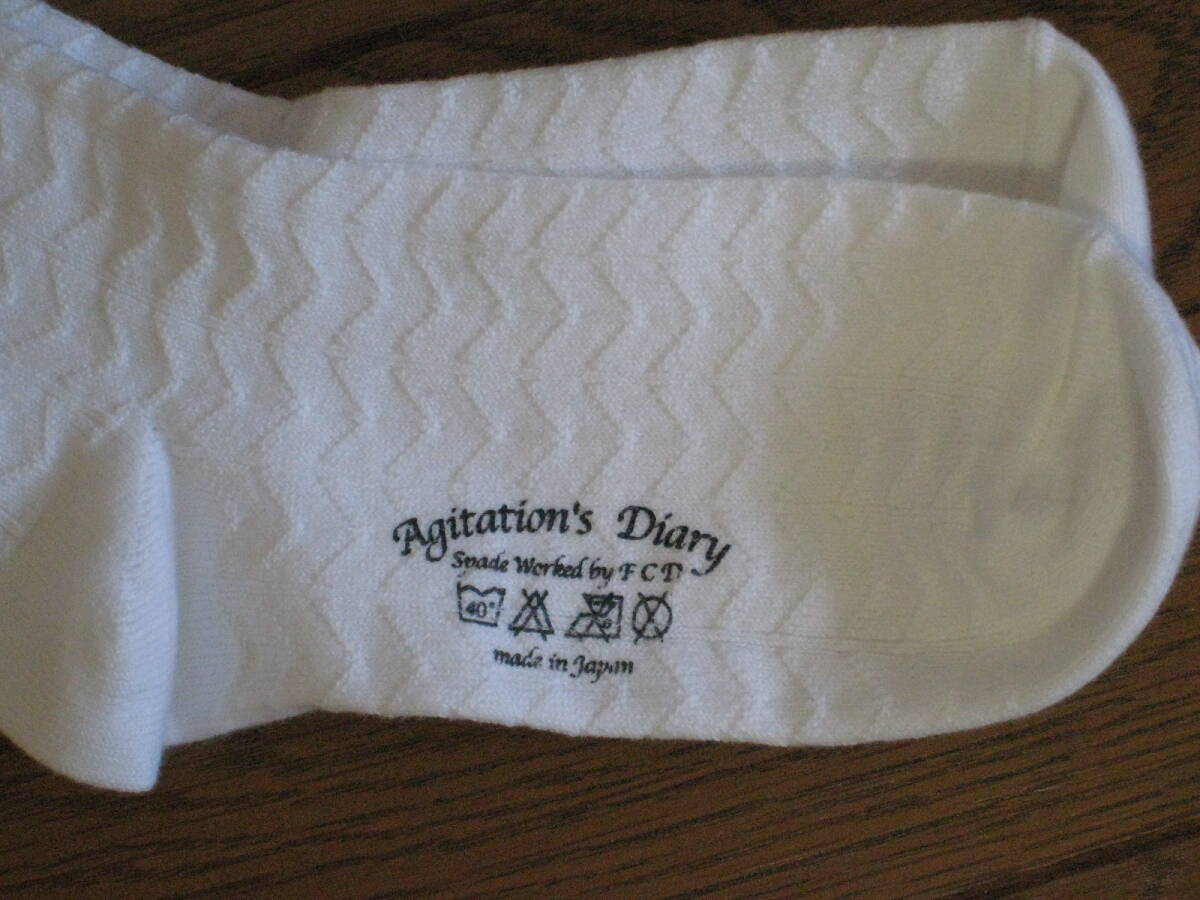 Agitation's Diary
Spade Worked by F C D
40°
made in Japan